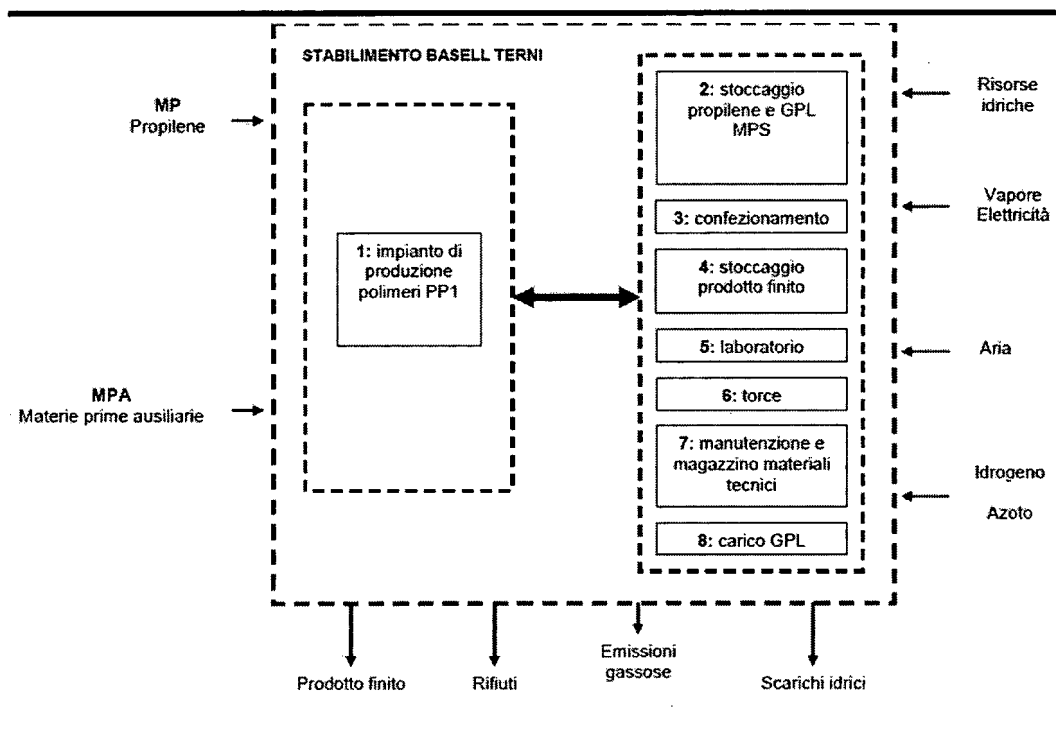 STABILIMENTO BASELL TERNI
MP
Propilene
MPA
Materie prime ausiliarie
1: impianto di
produzione
polimeri PP1
2: stoccaggio
propilene e GPL
MPS
3: confezionamento
4: stoccaggio
prodotto finito
5: laboratorio
6: torce
7: manutenzione e
magazzino materiali
tecnici
8: carico GPL
Risorse
idriche
Vapore
Elettricità
Aria
Idrogeno
Azoto
Prodotto finito
Rifiuti
Emissioni
gassose
Scarichi idrici